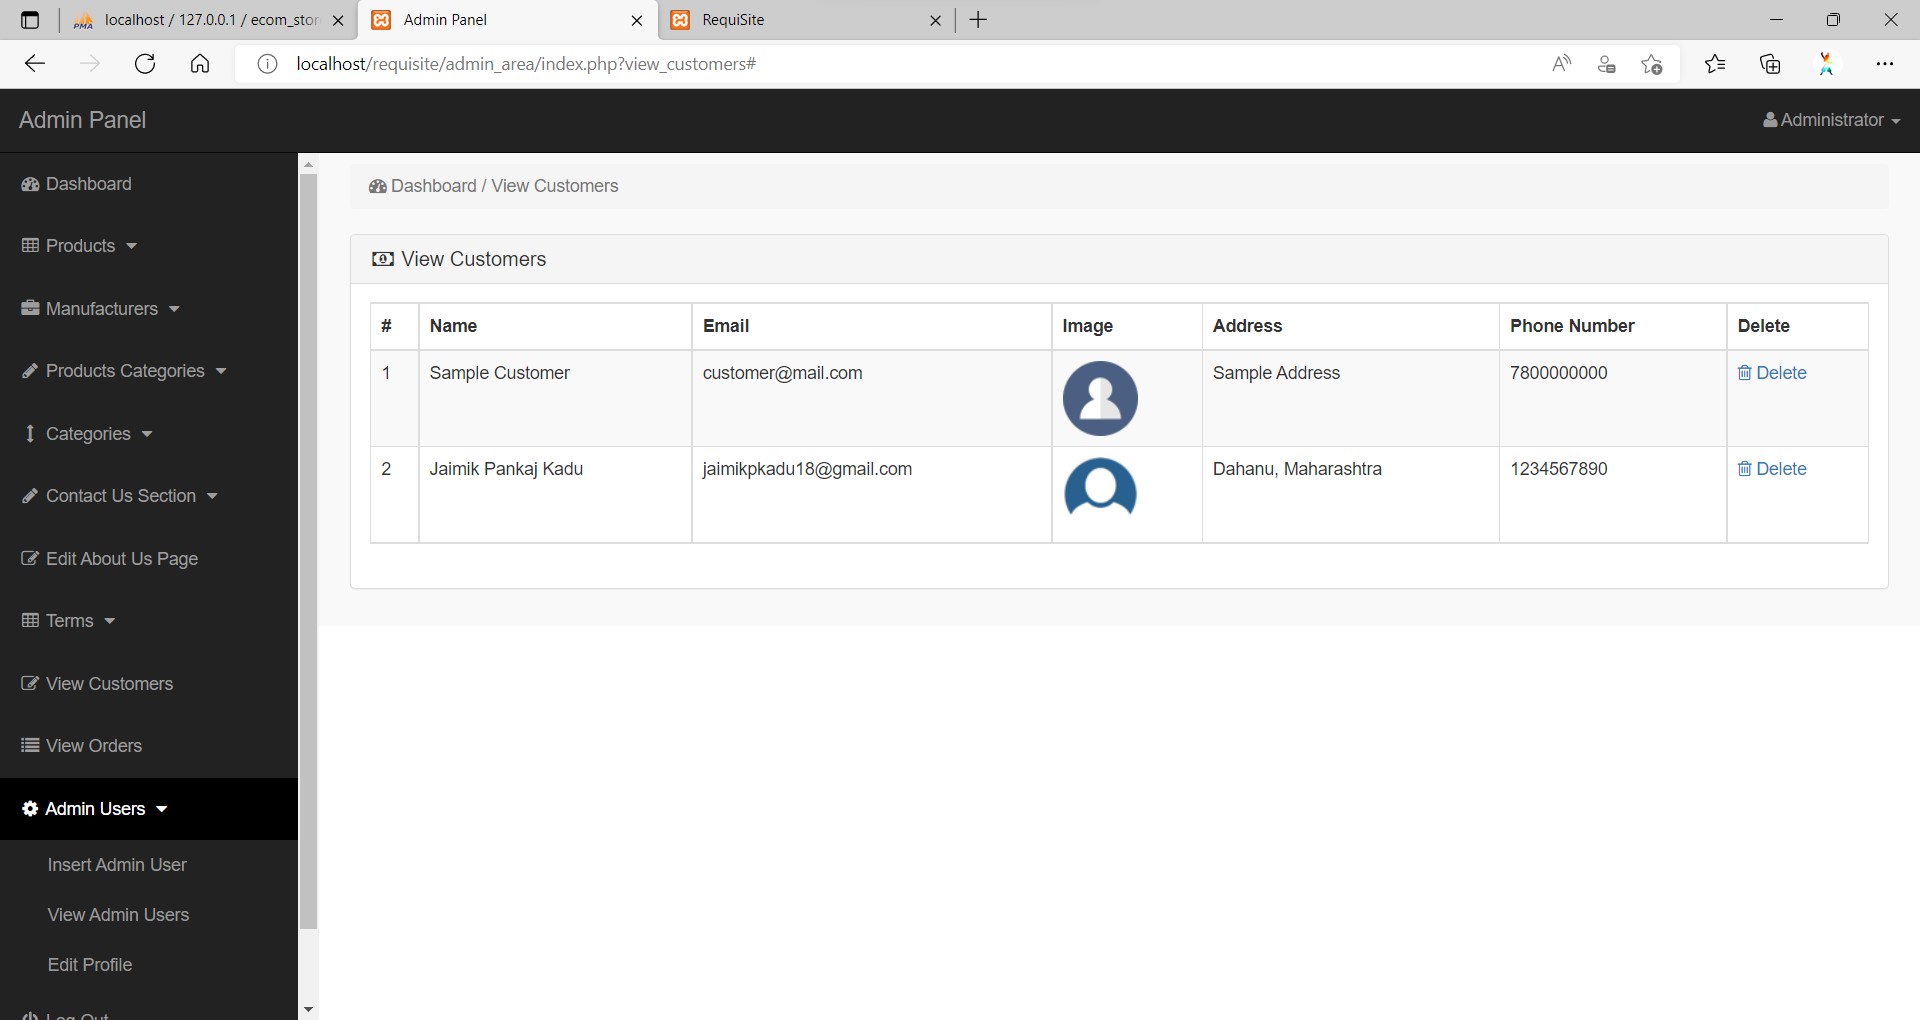 PMA localhost / 127.0.0.1 / ecom_stor
Admin Panel
RequiSite
localhost/requisite/admin_area/index.php?view_customers#
Admin Panel
Administrator
Dashboard
Products
Manufacturers
Products Categories
Categories
Contact Us Section
Edit About Us Page
Terms
View Customers
View Orders
Admin Users
Insert Admin User
View Admin Users
Edit Profile
Log Out
Dashboard / View Customers
View Customers
# Name Email Image Address Phone Number Delete
1 Sample Customer customer@mail.com Sample Address 7800000000 Delete
2 Jaimik Pankaj Kadu jaimikpkadu18@gmail.com Dahanu, Maharashtra 1234567890 Delete